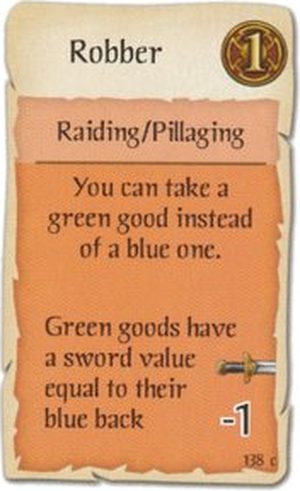 Robber
1
Raiding/Pillaging
You can take a
green good instead
of a blue one.
Green goods have
a sword value
equal to their
blue back
-1
138 c